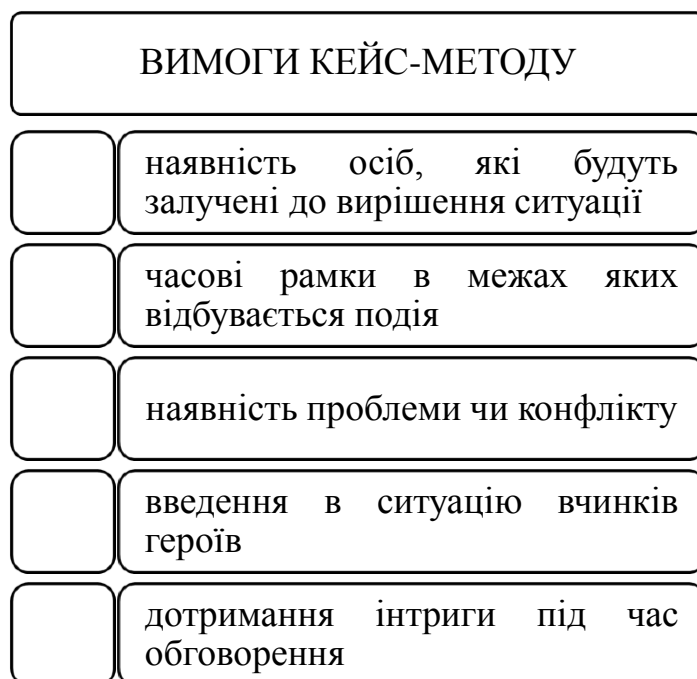 ВИМОГИ КЕЙС-МЕТОДУ
наявність осіб, які будуть
залучені до вирішення ситуації
часові рамки в межах яких
відбувається подія
наявність проблеми чи конфлікту
введення в ситуацію вчинків
героїв
дотримання інтриги під час
обговорення